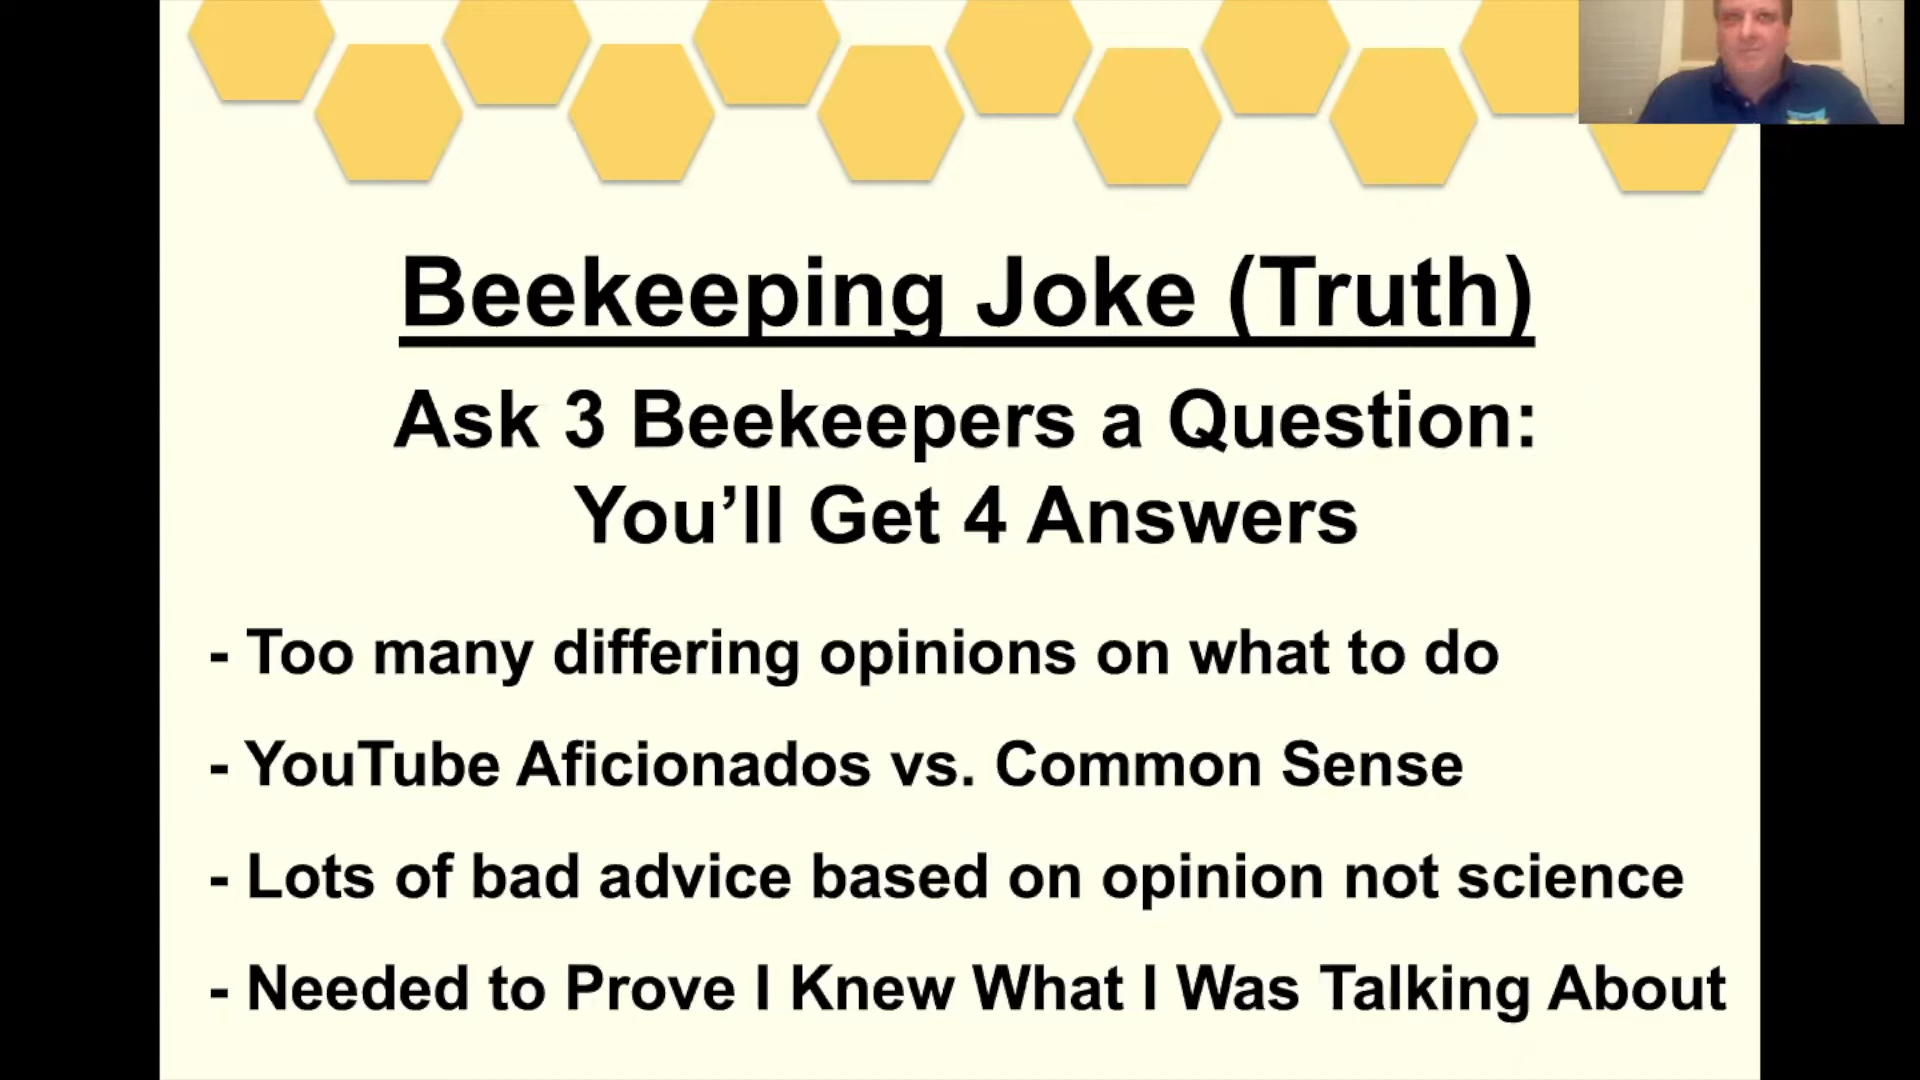 Beekeeping Joke (Truth)
Ask 3 Beekeepers a Question:
You’ll Get 4 Answers
- Too many differing opinions on what to do
- YouTube Aficionados vs. Common Sense
- Lots of bad advice based on opinion not science
- Needed to Prove I Knew What I Was Talking About